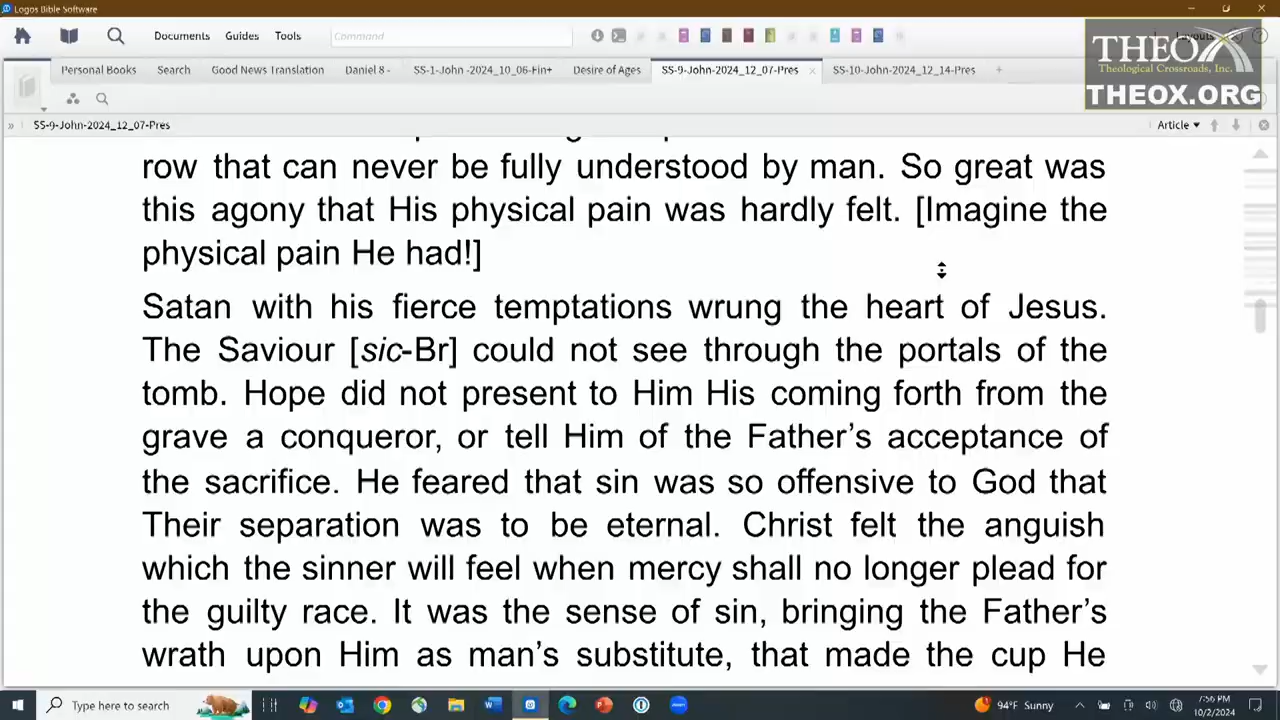 Logos Bible Software
Documents Guides Tools Command
Personal Books Search Good News Translation Daniel 8 - Desire of Ages SS-9-John-2024_12_07-Pres SS-10-John-2024_12_14-Pres
THEOX
Theological Crossroads, Inc.
THEOX.ORG
SS-9-John-2024_12_07-Pres Article
row that can never be fully understood by man. So great was
this agony that His physical pain was hardly felt. [Imagine the
physical pain He had!]
Satan with his fierce temptations wrung the heart of Jesus.
The Saviour [sic-Br] could not see through the portals of the
tomb. Hope did not present to Him His coming forth from the
grave a conqueror, or tell Him of the Father’s acceptance of
the sacrifice. He feared that sin was so offensive to God that
Their separation was to be eternal. Christ felt the anguish
which the sinner will feel when mercy shall no longer plead for
the guilty race. It was the sense of sin, bringing the Father’s
wrath upon Him as man’s substitute, that made the cup He
Type here to search
94°F Sunny
7:56 PM
10/2/2024